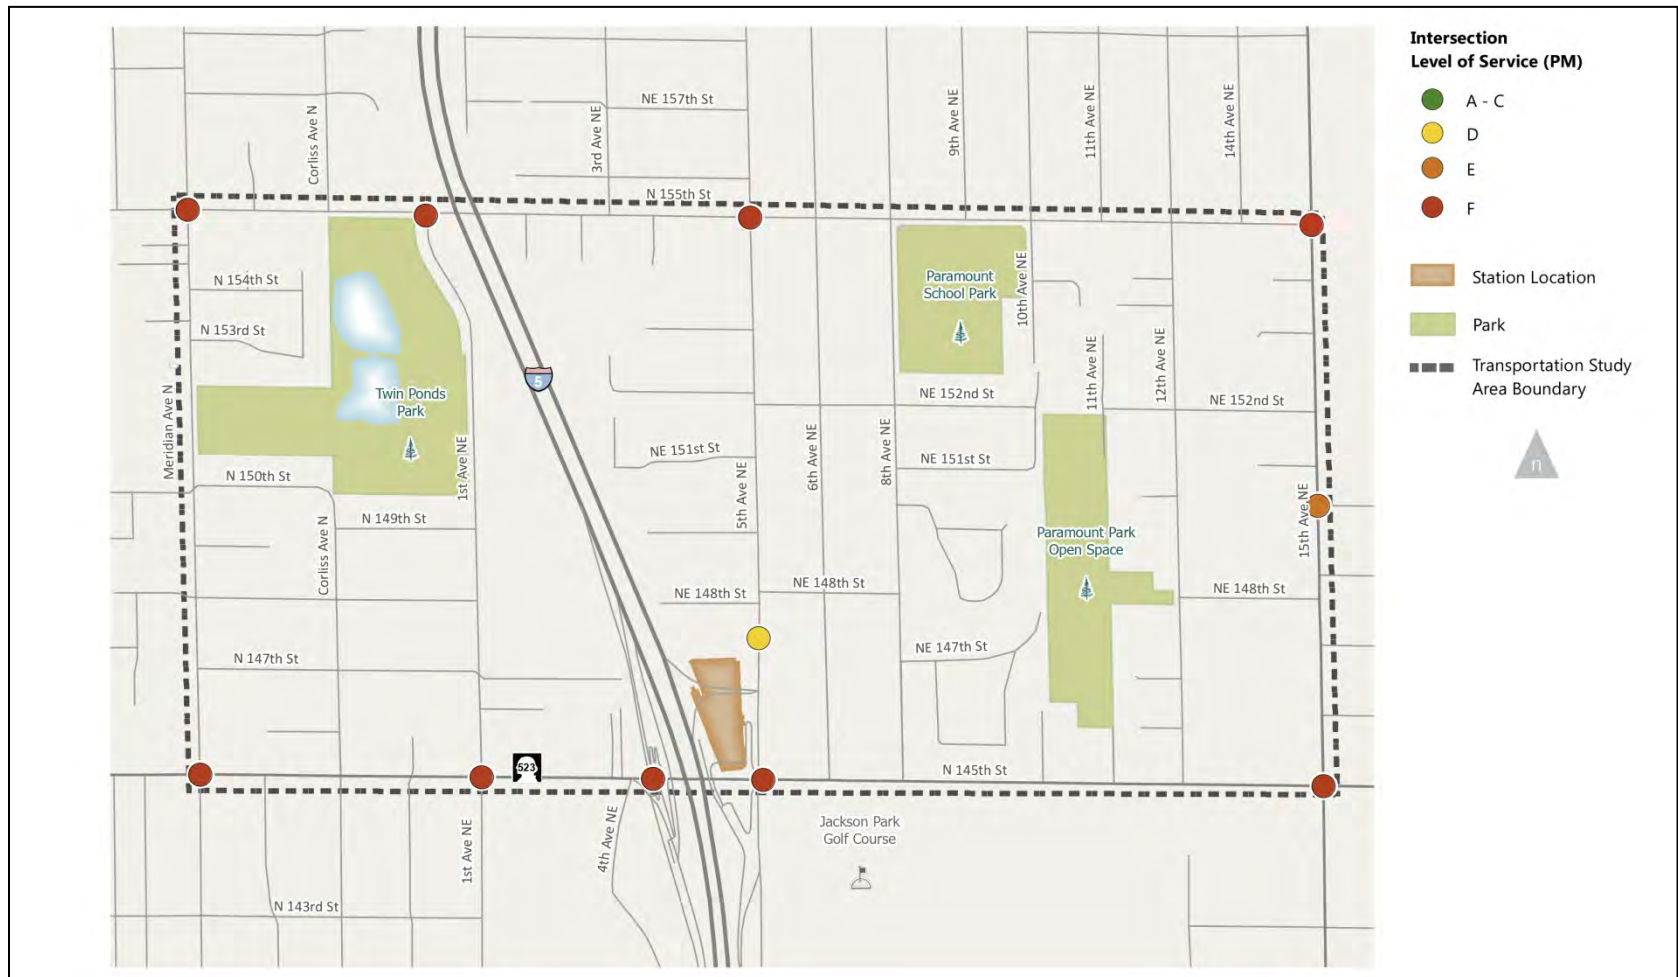 Intersection
Level of Service (PM)
A - C
D
E
F
Station Location
Park
Transportation Study
Area Boundary
n
NE 157th St
Corliss Ave N
3rd Ave NE
9th Ave NE
11th Ave NE
14th Ave NE
N 155th St
N 154th St
N 153rd St
Paramount
School Park
10th Ave NE
5
Twin Ponds
Park
Meridian Ave N
1st Ave NE
NE 152nd St
11th Ave NE
12th Ave NE
NE 152nd St
NE 151st St
5th Ave NE
6th Ave NE
8th Ave NE
NE 151st St
N 150th St
N 149th St
Corliss Ave N
Paramount Park
Open Space
15th Ave NE
NE 148th St
NE 148th St
NE 148th St
N 147th St
NE 147th St
523
N 145th St
Jackson Park
Golf Course
1st Ave NE
4th Ave NE
N 143rd St